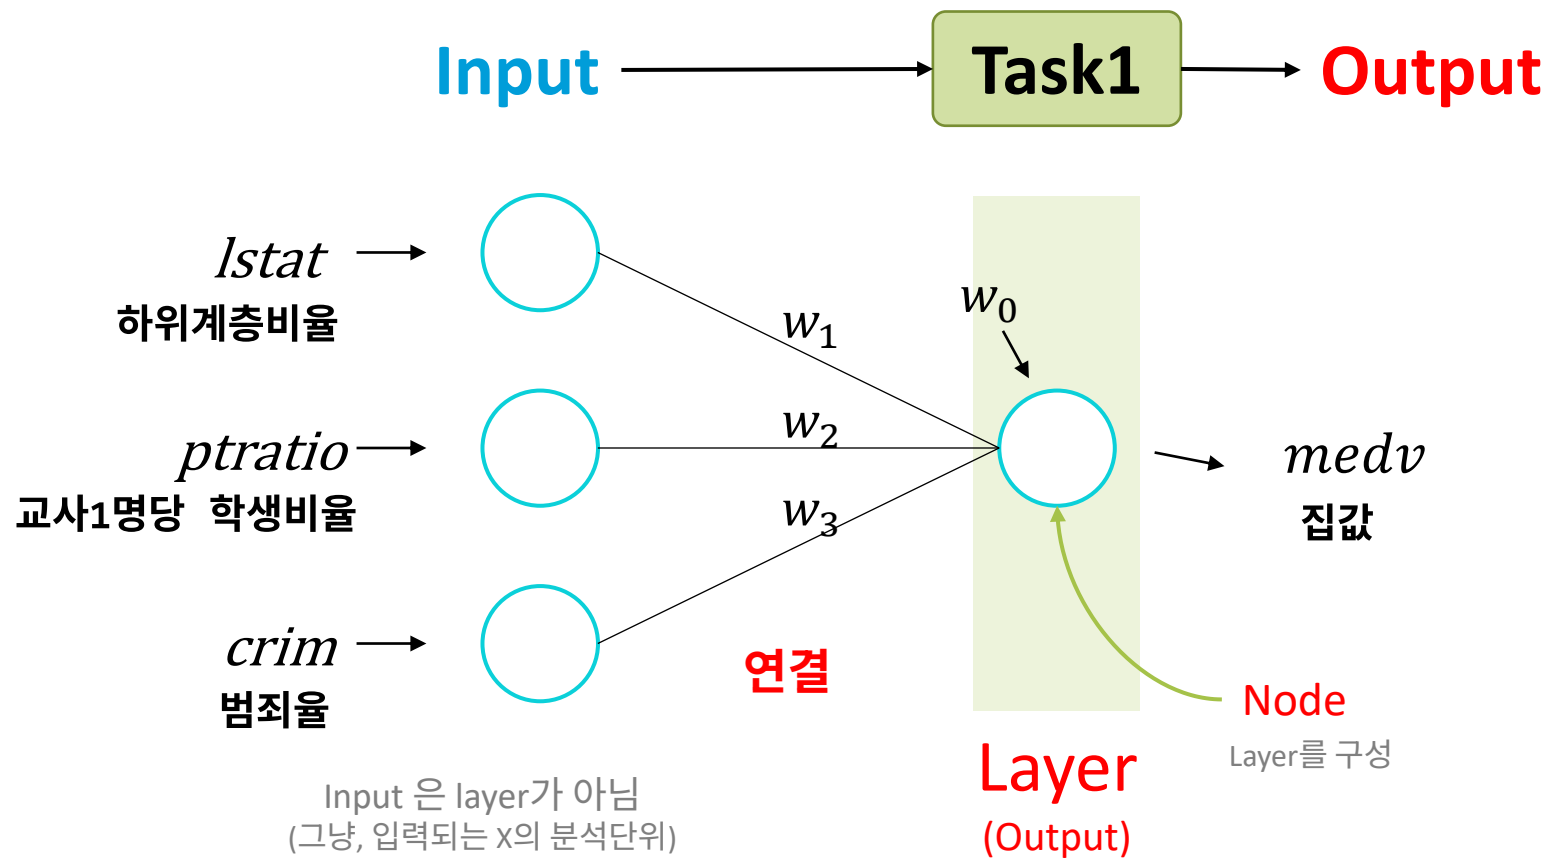 Input
Task1
Output
lstat
하위계층비율
w₁
w₀
ptratio
교사1명당 학생비율
w₂
medv
집값
w₃
crim
범죄율
연결
Node
Layer를 구성
Layer
(Output)
Input 은 layer가 아님
(그냥, 입력되는 X의 분석단위)